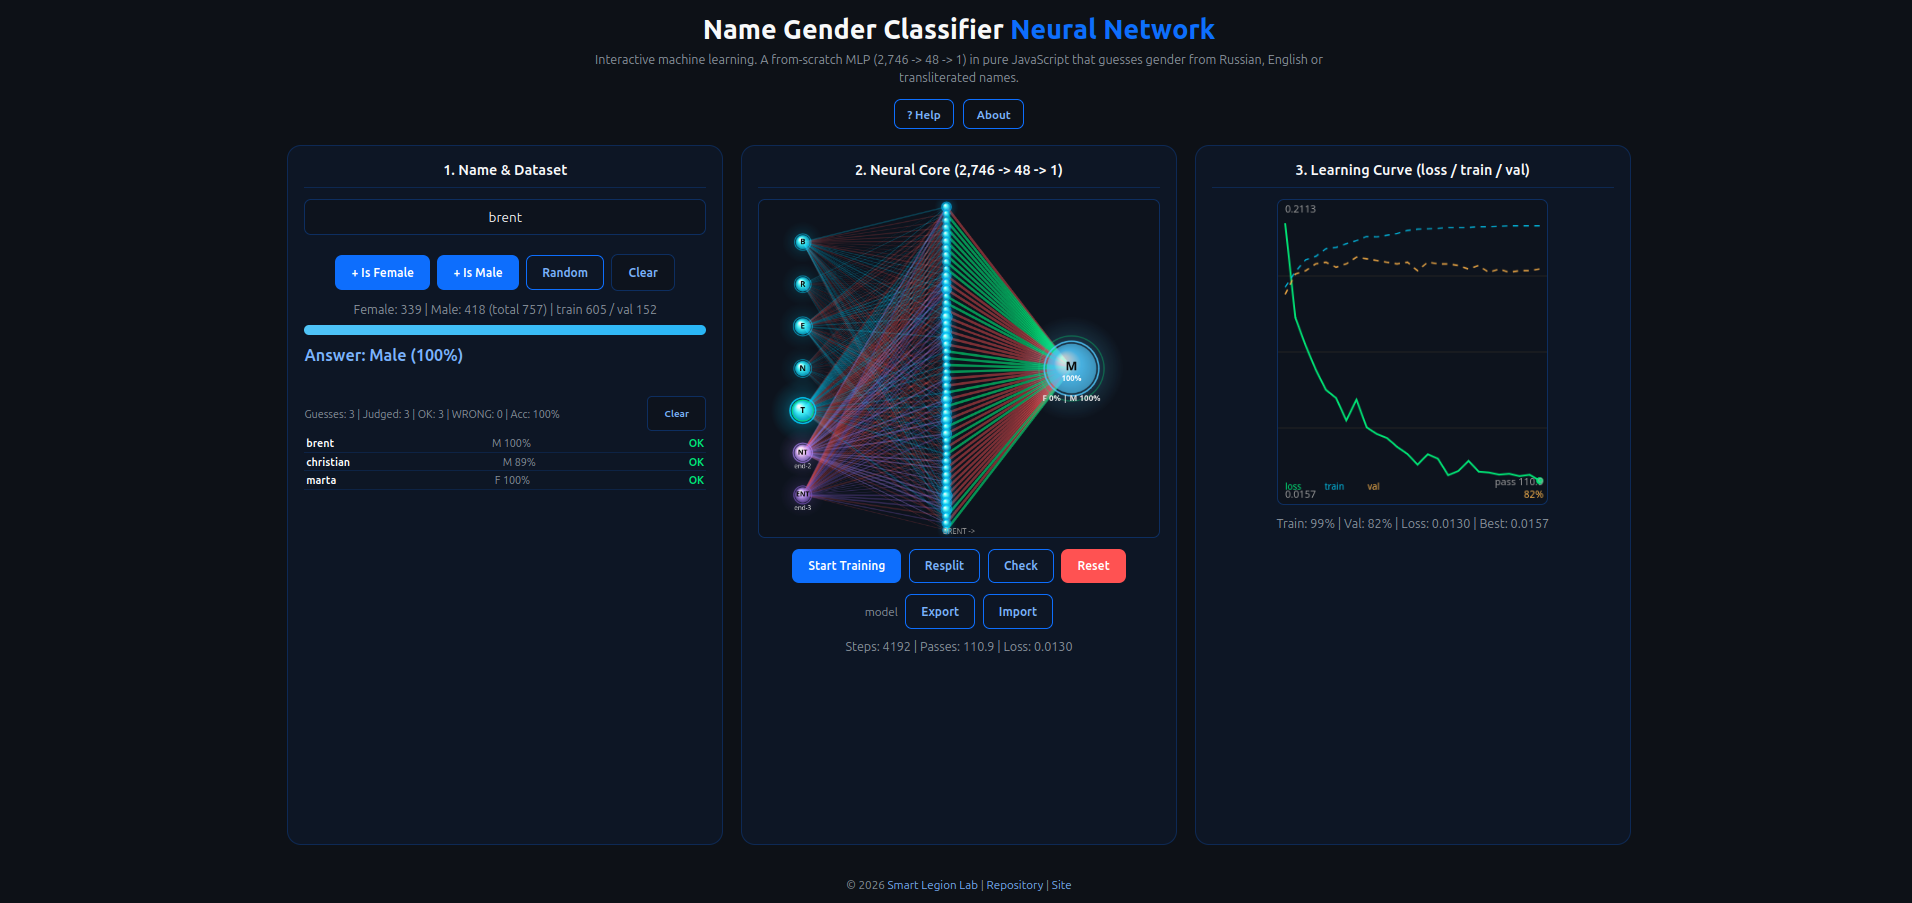 Name Gender Classifier Neural Network
Interactive machine learning. A from-scratch MLP (2,746 -> 48 -> 1) in pure JavaScript that guesses gender from Russian, English or
transliterated names.
? Help
About
1. Name & Dataset
brent
+ Is Female
+ Is Male
Random
Clear
Female: 339 | Male: 418 (total 757) | train 605 / val 152
Answer: Male (100%)
Guesses: 3 | Judged: 3 | OK: 3 | WRONG: 0 | Acc: 100%
Clear
brent M 100% OK
christian M 89% OK
marta F 100% OK
2. Neural Core (2,746 -> 48 -> 1)
B
R
E
N
T
NT
end-2
ENT
end-3
M
100%
F 0% | M 100%
BRENT ->
Start Training
Resplit
Check
Reset
model
Export
Import
Steps: 4192 | Passes: 110.9 | Loss: 0.0130
3. Learning Curve (loss / train / val)
0.2113
loss train val
0.0157
pass 110.
82%
Train: 99% | Val: 82% | Loss: 0.0130 | Best: 0.0157
© 2026 Smart Legion Lab | Repository | Site